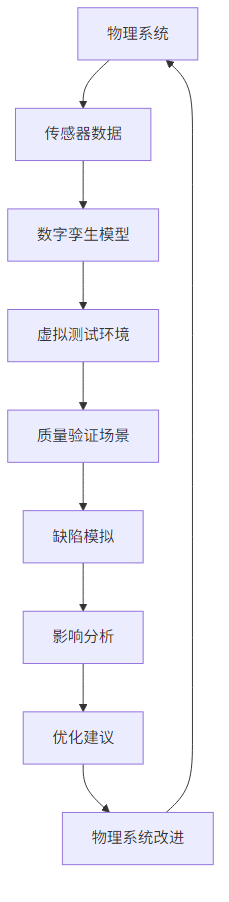 物理系统
传感器数据
数字孪生模型
虚拟测试环境
质量验证场景
缺陷模拟
影响分析
优化建议
物理系统改进